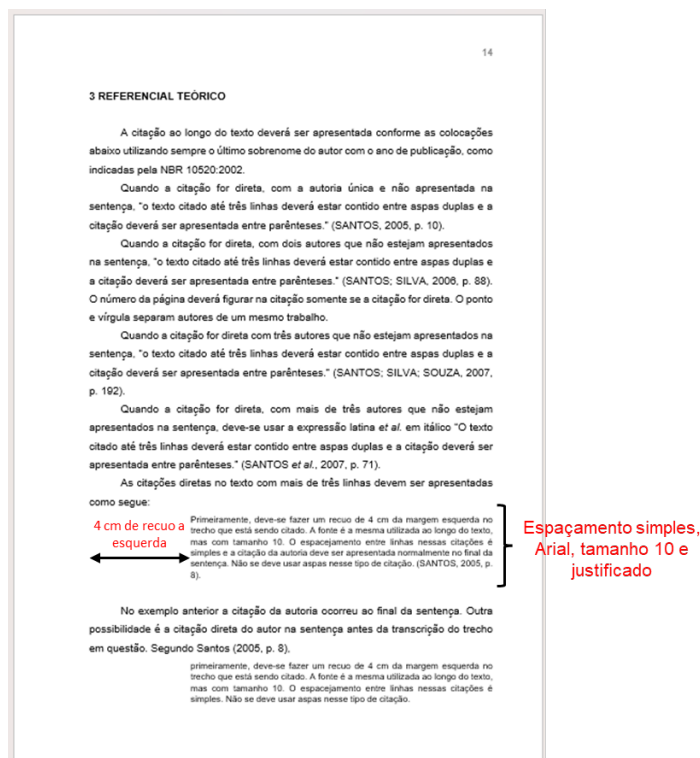 14
3 REFERENCIAL TEÓRICO
A citação ao longo do texto deverá ser apresentada conforme as colocações
abaixo utilizando sempre o último sobrenome do autor com o ano de publicação, como
indicadas pela NBR 10520:2002.
Quando a citação for direta, com a autoria única e não apresentada na
sentença, "o texto citado até três linhas deverá estar contido entre aspas duplas e a
citação deverá ser apresentada entre parênteses." (SANTOS, 2005, p. 10).
Quando a citação for direta, com dois autores que não estejam apresentados
na sentença, "o texto citado até três linhas deverá estar contido entre aspas duplas e
a citação deverá ser apresentada entre parênteses." (SANTOS; SILVA, 2006, p. 88).
O número da página deverá figurar na citação somente se a citação for direta. O ponto
e vírgula separam autores de um mesmo trabalho.
Quando a citação for direta com três autores que não estejam apresentados na
sentença, "o texto citado até três linhas deverá estar contido entre aspas duplas e a
citação deverá ser apresentada entre parênteses." (SANTOS; SILVA; SOUZA, 2007,
p. 192).
Quando a citação for direta, com mais de três autores que não estejam
apresentados na sentença, deve-se usar a expressão latina et al. em itálico "O texto
citado até três linhas deverá estar contido entre aspas duplas e a citação deverá ser
apresentada entre parênteses." (SANTOS et al., 2007, p. 71).
As citações diretas no texto com mais de três linhas devem ser apresentadas
como segue:
4 cm de recuo a
esquerda
Primeiramente, deve-se fazer um recuo de 4 cm da margem esquerda no
trecho que está sendo citado. A fonte é a mesma utilizada ao longo do texto,
mas com tamanho 10. O espacejamento entre linhas nessas citações é
simples e a citação da autoria deve ser apresentada normalmente no final da
sentença. Não se deve usar aspas nesse tipo de citação. (SANTOS, 2005, p.
8).
Espaçamento simples,
Arial, tamanho 10 e
justificado
No exemplo anterior a citação da autoria ocorreu ao final da sentença. Outra
possibilidade é a citação direta do autor na sentença antes da transcrição do trecho
em questão. Segundo Santos (2005, p. 8),
primeiramente, deve-se fazer um recuo de 4 cm da margem esquerda no
trecho que está sendo citado. A fonte é a mesma utilizada ao longo do texto,
mas com tamanho 10. O espacejamento entre linhas nessas citações é
simples. Não se deve usar aspas nesse tipo de citação.